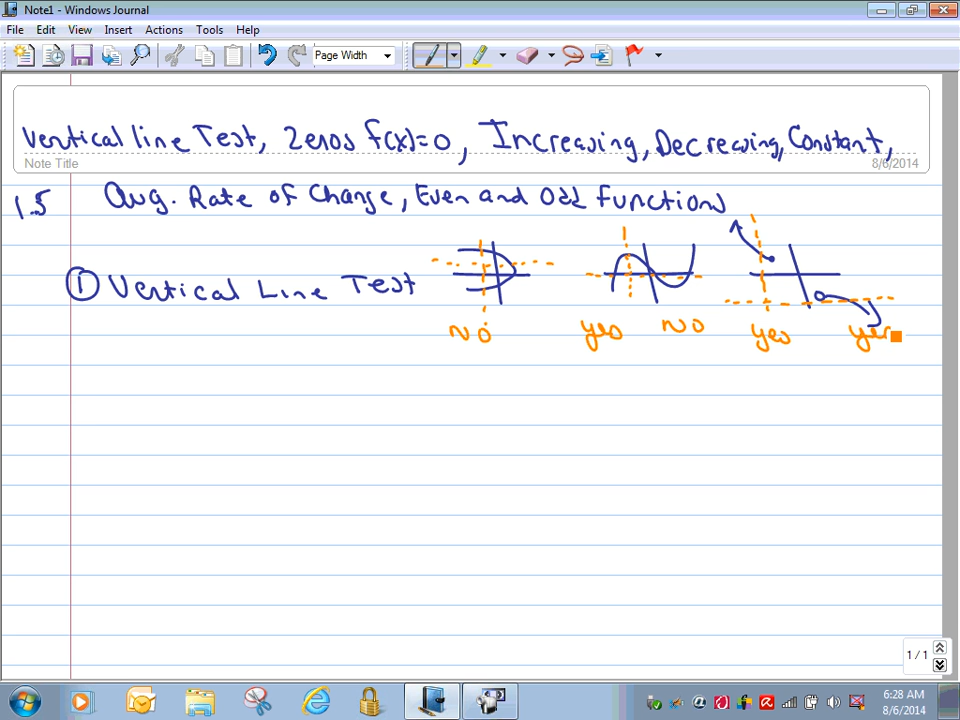 Note1 - Windows Journal
File Edit View Insert Actions Tools Help
Page Width
Vertical line Test, Zeros f(x)=0, Increasing, Decreasing, Constant,
Note Title
8/6/2014
1.5 Avg. Rate of Change, Even and Odd Functions
① Vertical Line Test
NO yes NO yes yes
1 / 1
6:28 AM
8/6/2014